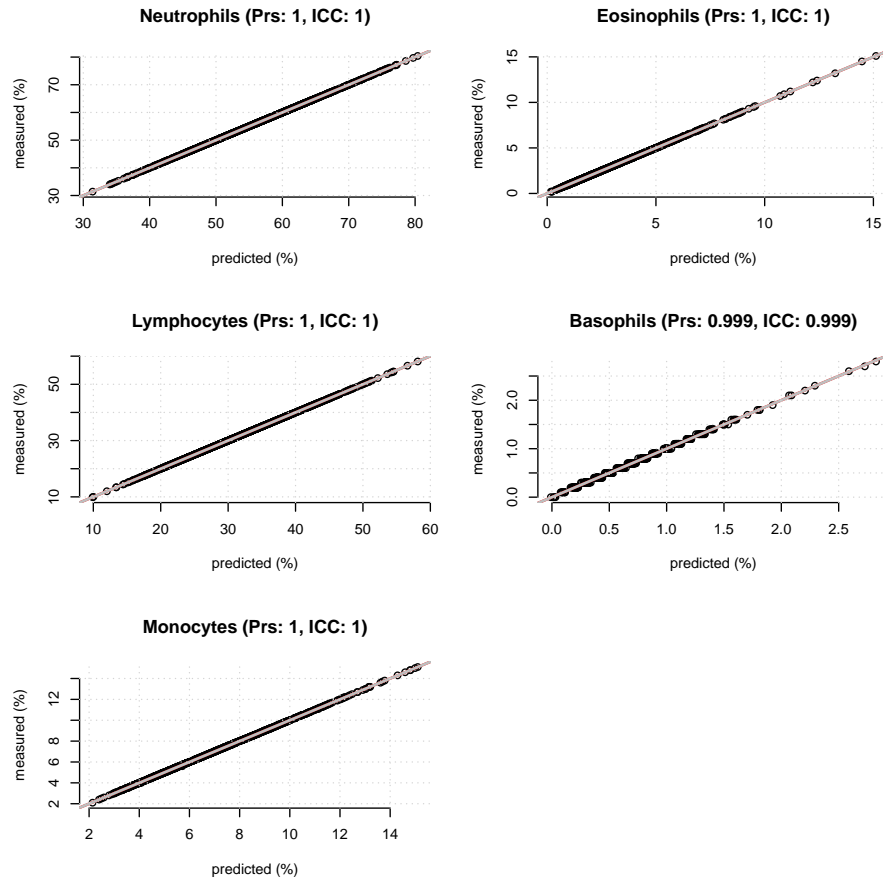 Neutrophils (Prs: 1, ICC: 1)
measured (%)
70
50
30
30 40 50 60 70 80
predicted (%)
Eosinophils (Prs: 1, ICC: 1)
measured (%)
15
10
5
0
0 5 10 15
predicted (%)
Lymphocytes (Prs: 1, ICC: 1)
measured (%)
50
30
10
10 20 30 40 50 60
predicted (%)
Basophils (Prs: 0.999, ICC: 0.999)
measured (%)
2.0
1.0
0.0
0.0 0.5 1.0 1.5 2.0 2.5
predicted (%)
Monocytes (Prs: 1, ICC: 1)
measured (%)
12
8
6
4
2
2 4 6 8 10 12 14
predicted (%)